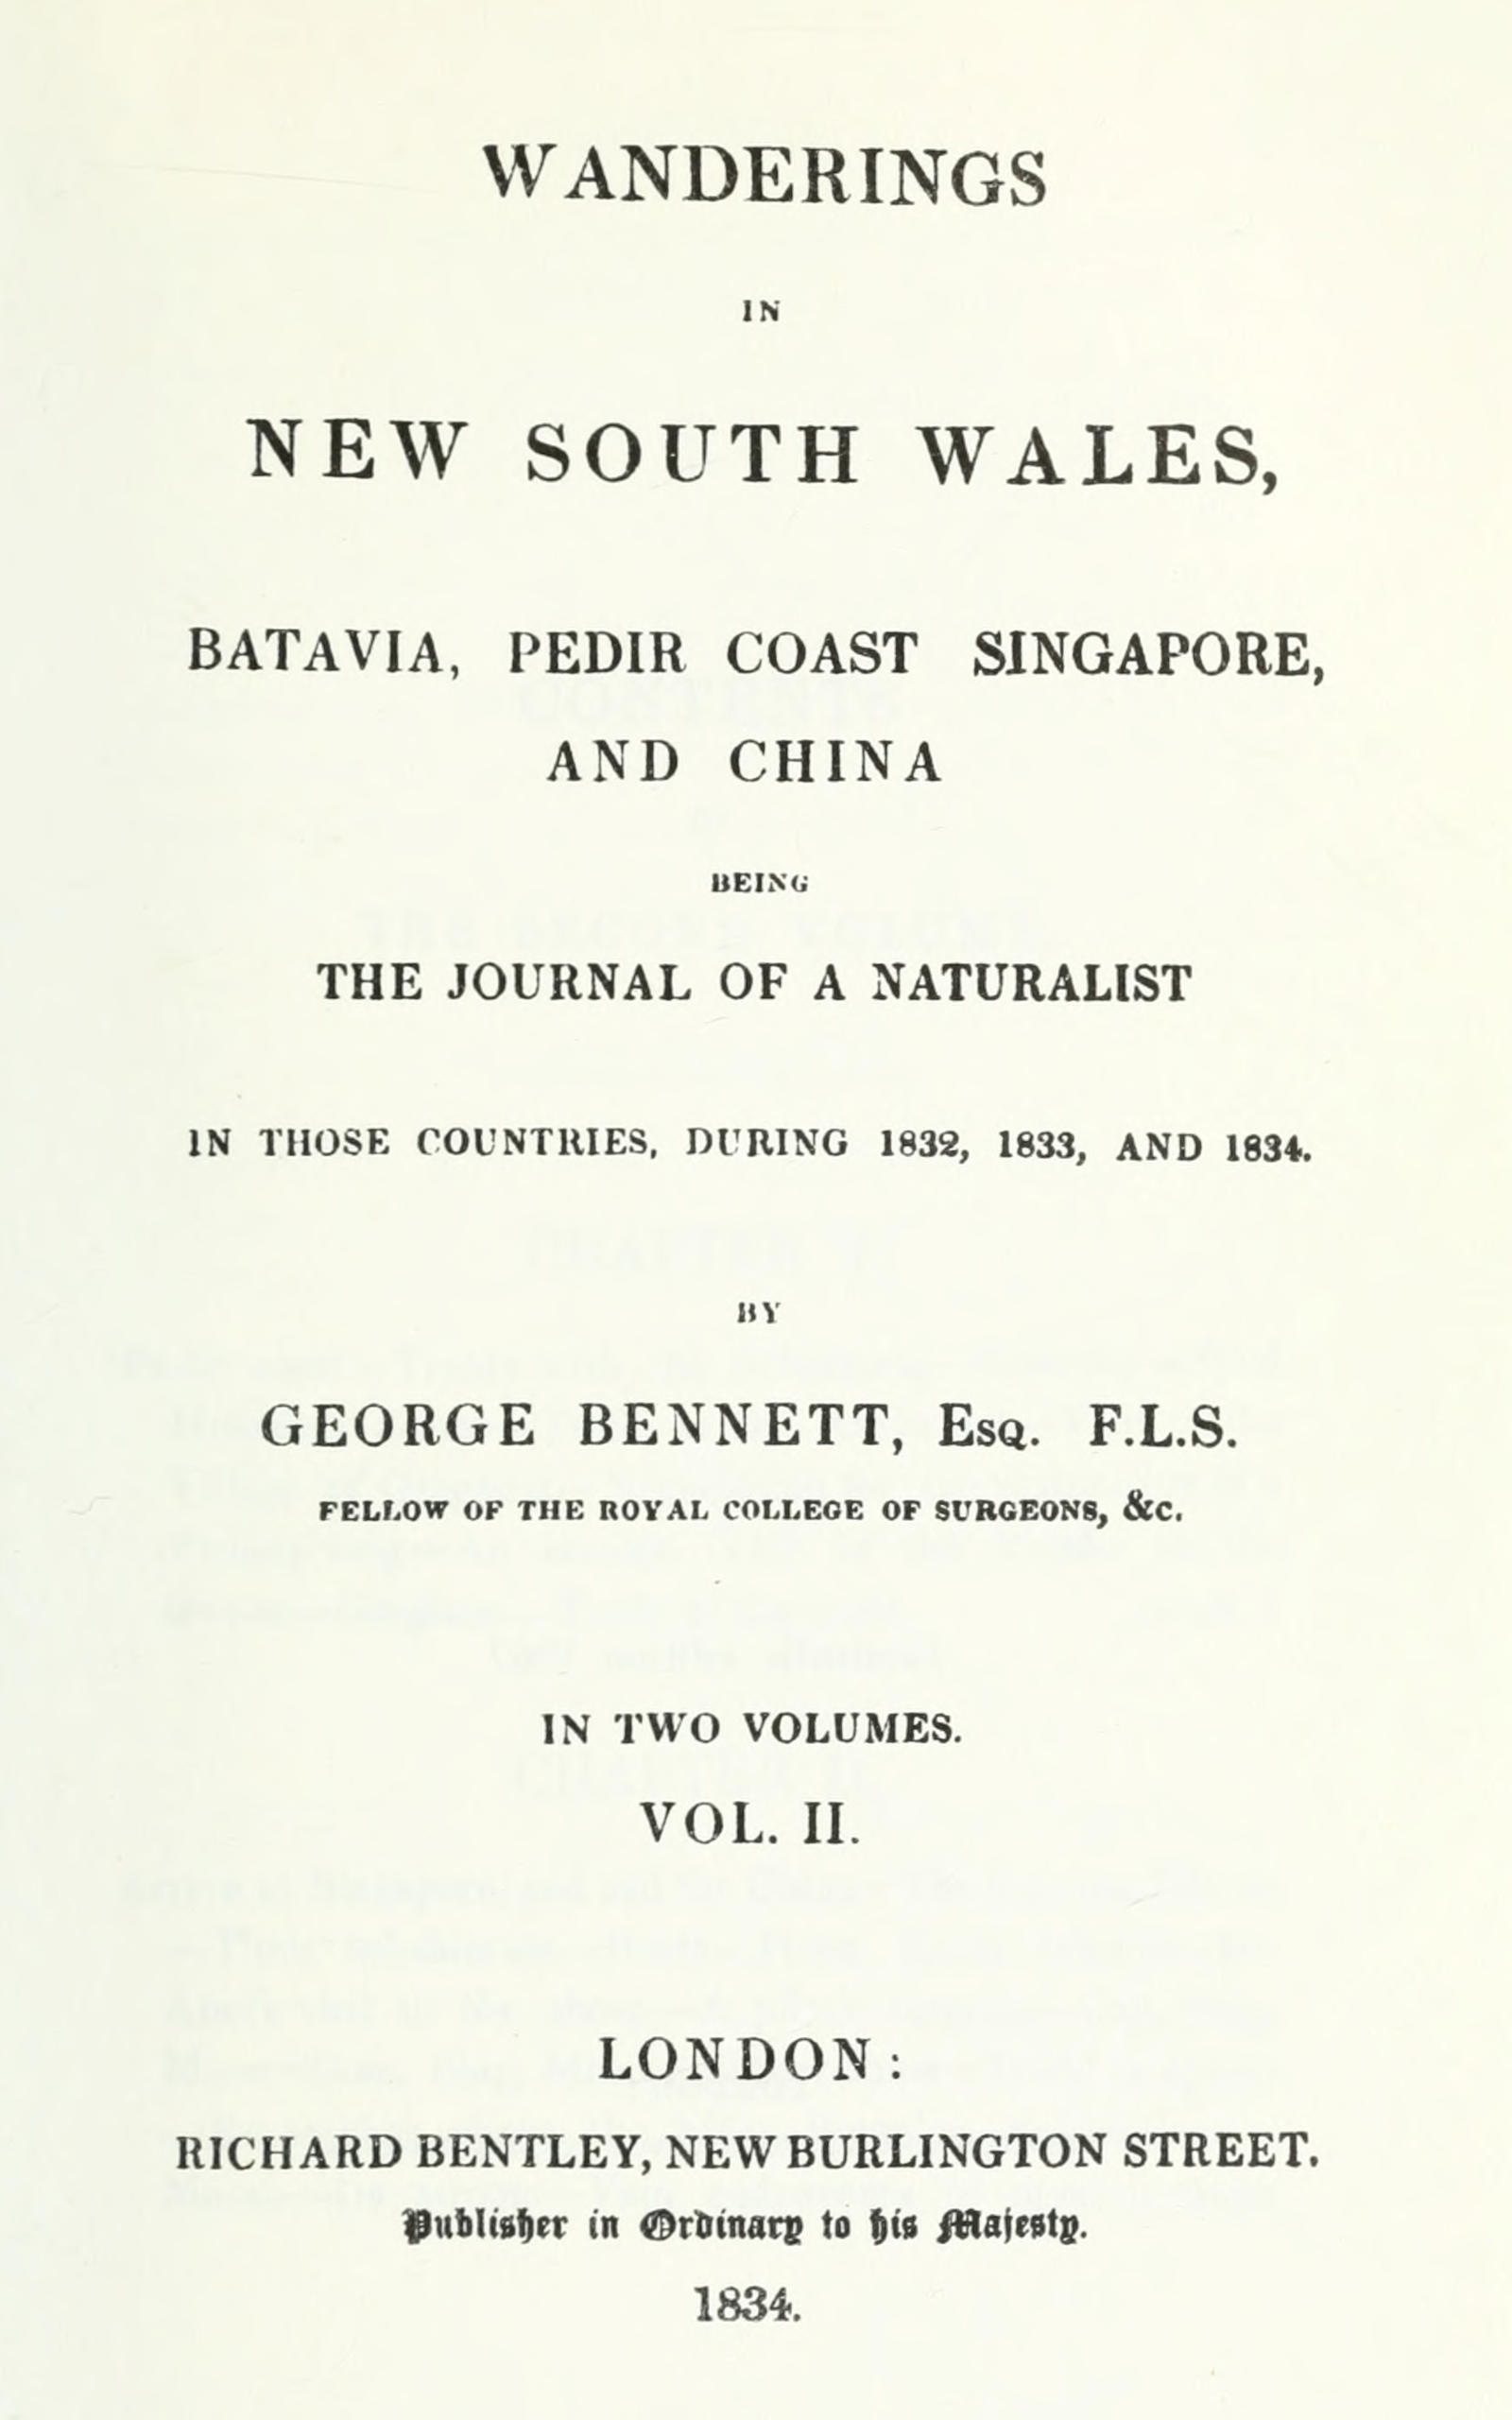 WANDERINGS
IN
NEW SOUTH WALES,
BATAVIA, PEDIR COAST SINGAPORE,
AND CHINA
BEING
THE JOURNAL OF A NATURALIST
IN THOSE COUNTRIES, DURING 1832, 1833, AND 1834.
BY
GEORGE BENNETT, Esq. F.L.S.
FELLOW OF THE ROYAL COLLEGE OF SURGEONS, &c.
IN TWO VOLUMES.
VOL. II.
LONDON:
RICHARD BENTLEY, NEW BURLINGTON STREET.
Publisher in Ordinary to his Majesty.
1834.